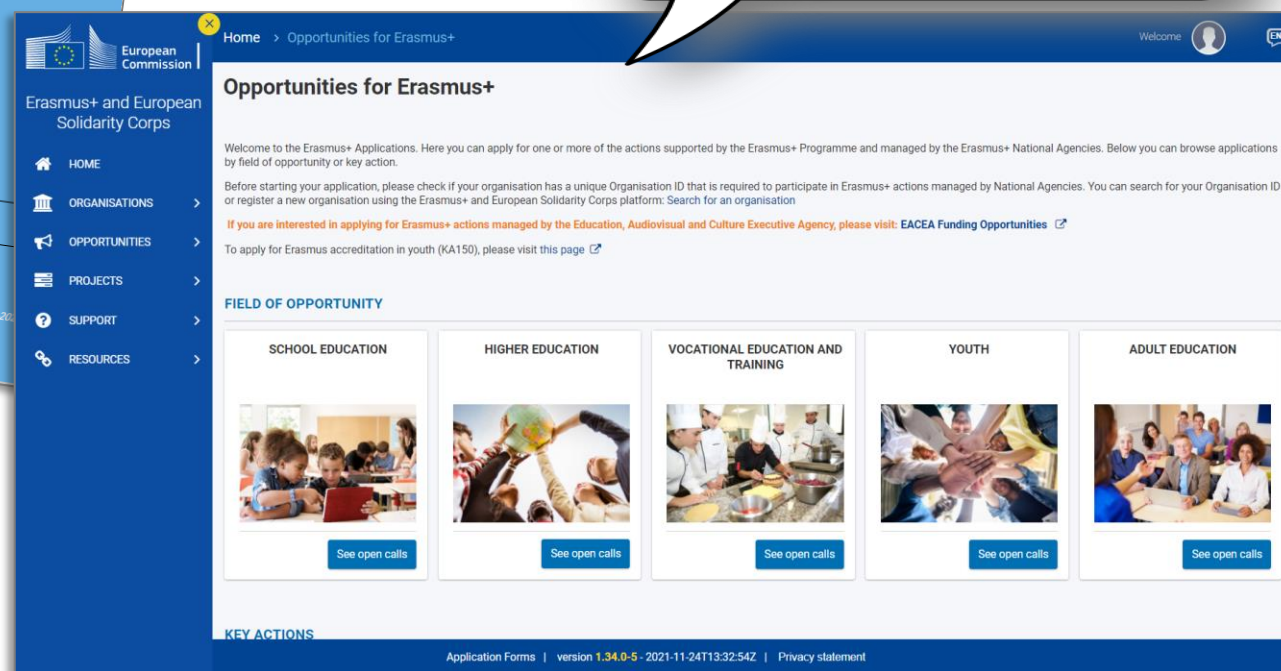 European
Commission
Home > Opportunities for Erasmus+
Welcome
EN
Erasmus+ and European
Solidarity Corps
HOME
ORGANISATIONS
OPPORTUNITIES
PROJECTS
SUPPORT
RESOURCES
Opportunities for Erasmus+
Welcome to the Erasmus+ Applications. Here you can apply for one or more of the actions supported by the Erasmus+ Programme and managed by the Erasmus+ National Agencies. Below you can browse applications
by field of opportunity or key action.
Before starting your application, please check if your organisation has a unique Organisation ID that is required to participate in Erasmus+ actions managed by National Agencies. You can search for your Organisation ID
or register a new organisation using the Erasmus+ and European Solidarity Corps platform: Search for an organisation
If you are interested in applying for Erasmus+ actions managed by the Education, Audiovisual and Culture Executive Agency, please visit: EACEA Funding Opportunities
To apply for Erasmus accreditation in youth (KA150), please visit this page
FIELD OF OPPORTUNITY
SCHOOL EDUCATION
See open calls
HIGHER EDUCATION
See open calls
VOCATIONAL EDUCATION AND
TRAINING
See open calls
YOUTH
See open calls
ADULT EDUCATION
See open calls
KEY ACTIONS
Application Forms | version 1.34.0-5 - 2021-11-24T13:32:54Z | Privacy statement